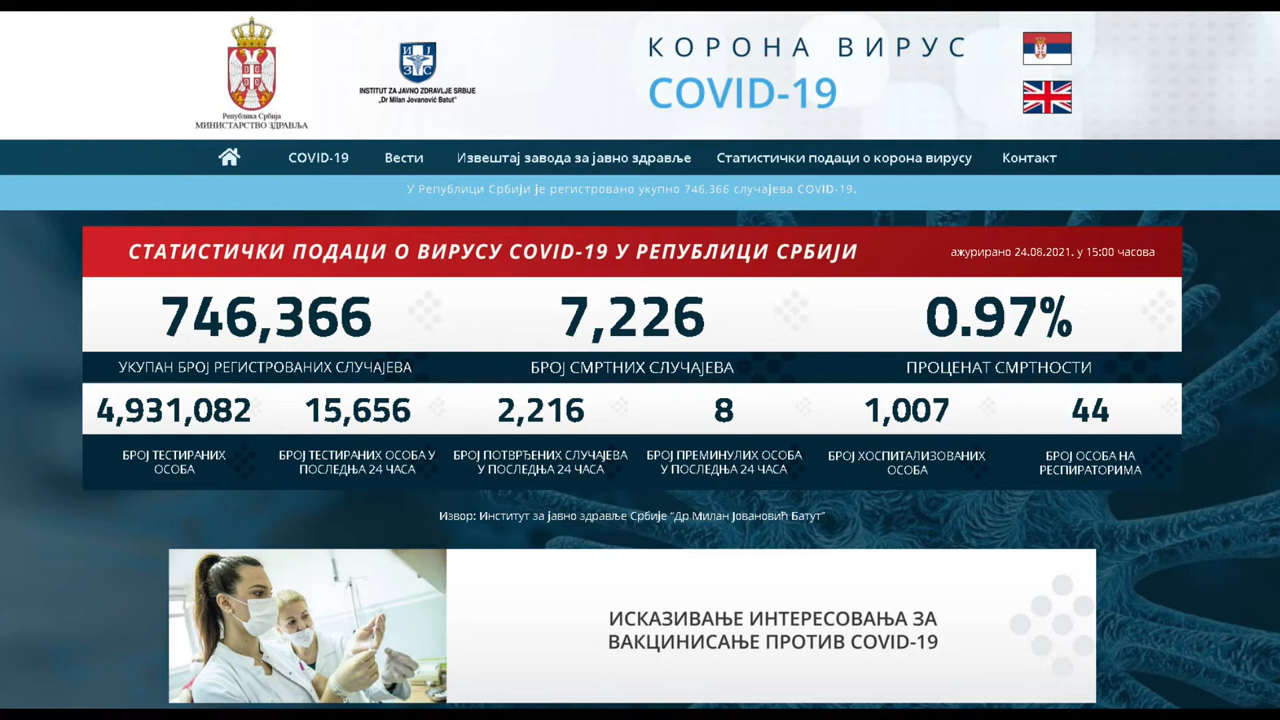 Република Србија
МИНИСТАРСТВО ЗДРАВЉА
И Ј З С
INSTITUT ZA JAVNO ZDRAVLJE SRBIJE
„Dr Milan Jovanović Batut"
КОРОНА ВИРУС
COVID-19
COVID-19 Вести Извештај завода за јавно здравље Статистички подаци о корона вирусу Контакт
У Републици Србији је регистровано укупно 746.366 случајева COVID-19.
СТАТИСТИЧКИ ПОДАЦИ О ВИРУСУ COVID-19 У РЕПУБЛИЦИ СРБИЈИ
ажурирано 24.08.2021. у 15:00 часова
746,366 7,226 0.97%
УКУПАН БРОЈ РЕГИСТРОВАНИХ СЛУЧАЈЕВА БРОЈ СМРТНИХ СЛУЧАЈЕВА ПРОЦЕНАТ СМРТНОСТИ
4,931,082 15,656 2,216 8 1,007 44
БРОЈ ТЕСТИРАНИХ БРОЈ ТЕСТИРАНИХ ОСОБА У БРОЈ ПОТВРЂЕНИХ СЛУЧАЈЕВА БРОЈ ПРЕМИНУЛИХ ОСОБА БРОЈ ХОСПИТАЛИЗОВАНИХ БРОЈ ОСОБА НА
ОСОБА ПОСЛЕДЊА 24 ЧАСА У ПОСЛЕДЊА 24 ЧАСА У ПОСЛЕДЊА 24 ЧАСА ОСОБА РЕСПИРАТОРИМА
Извор: Институт за јавно здравље Србије “Др Милан Јовановић Батут”
ИСКАЗИВАЊЕ ИНТЕРЕСОВАЊА ЗА
ВАКЦИНИСАЊЕ ПРОТИВ COVID-19